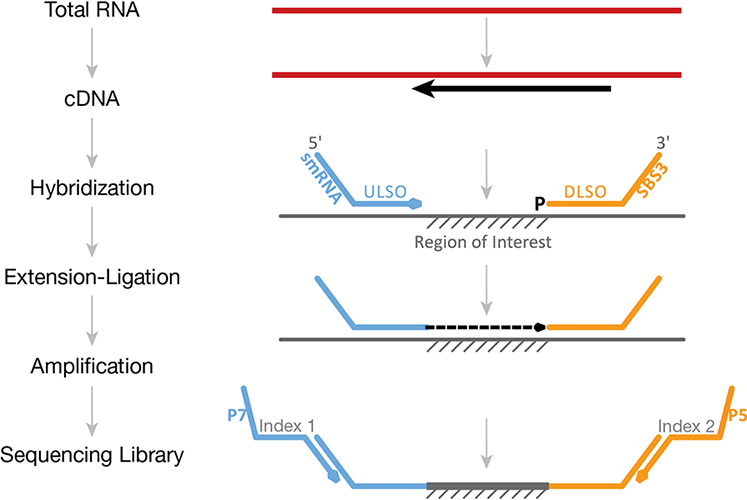 Total RNA
cDNA
5'
3'
smRNA
ULSO
P
DLSO
SBS3
Hybridization
Region of Interest
Extension-Ligation
Amplification
P7
Index 1
Index 2
P5
Sequencing Library